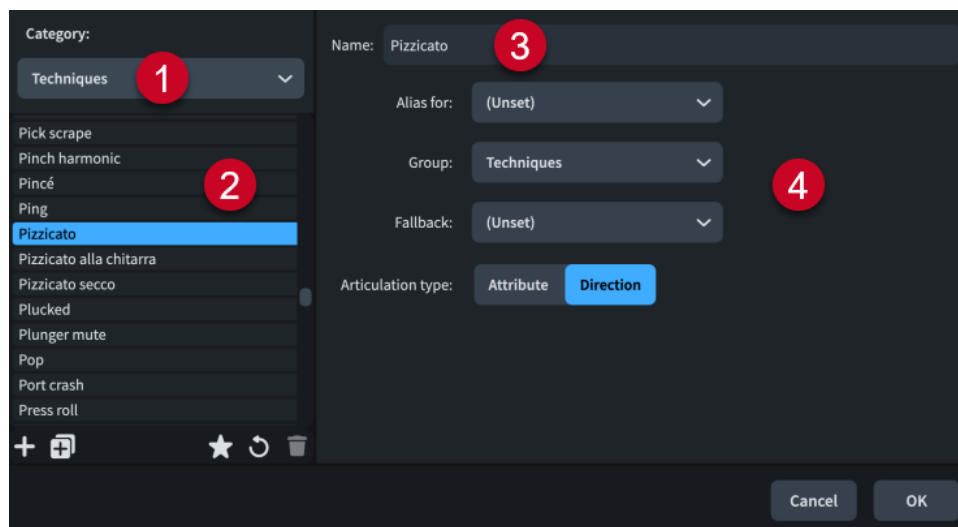 Category:
Techniques
1
Pick scrape
Pinch harmonic
Pincé
2
Ping
Pizzicato
Pizzicato alla chitarra
Pizzicato secco
Plucked
Plunger mute
Pop
Port crash
Press roll
Name: Pizzicato
3
Alias for: (Unset)
Group: Techniques
4
Fallback: (Unset)
Articulation type: Attribute Direction
Cancel OK